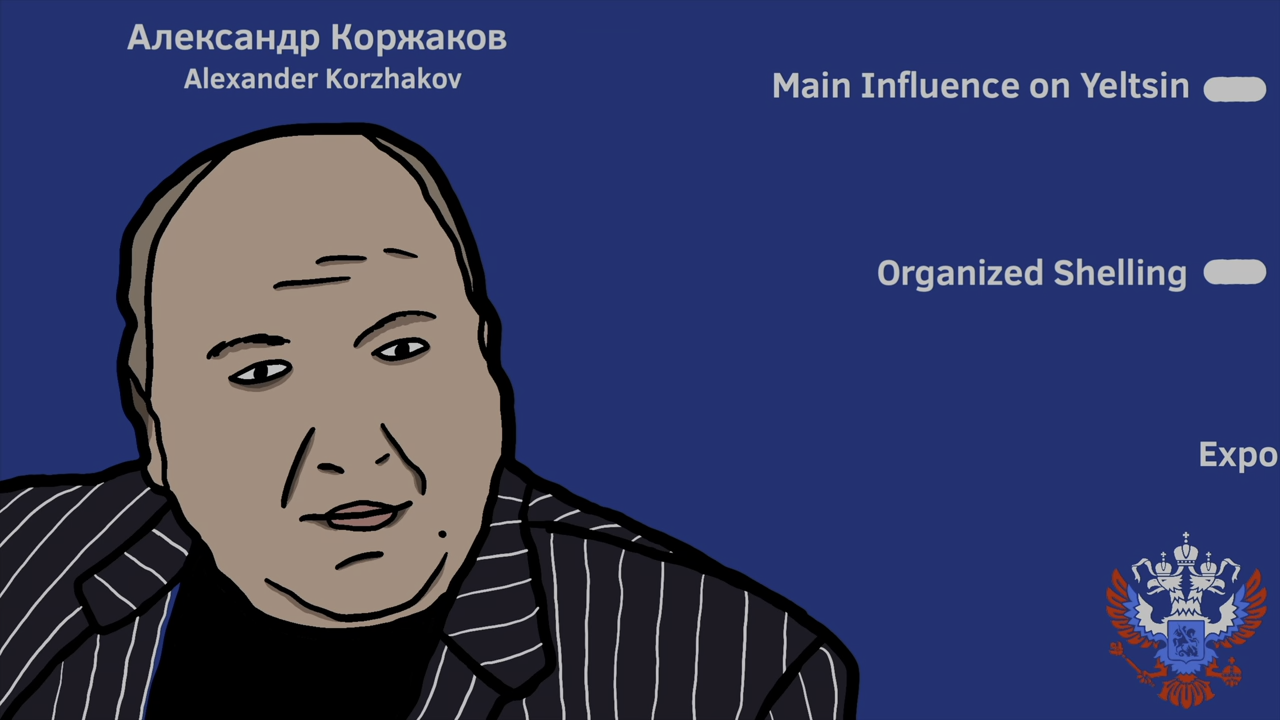 Александр Коржаков
Alexander Korzhakov
Main Influence on Yeltsin
Organized Shelling
Expo